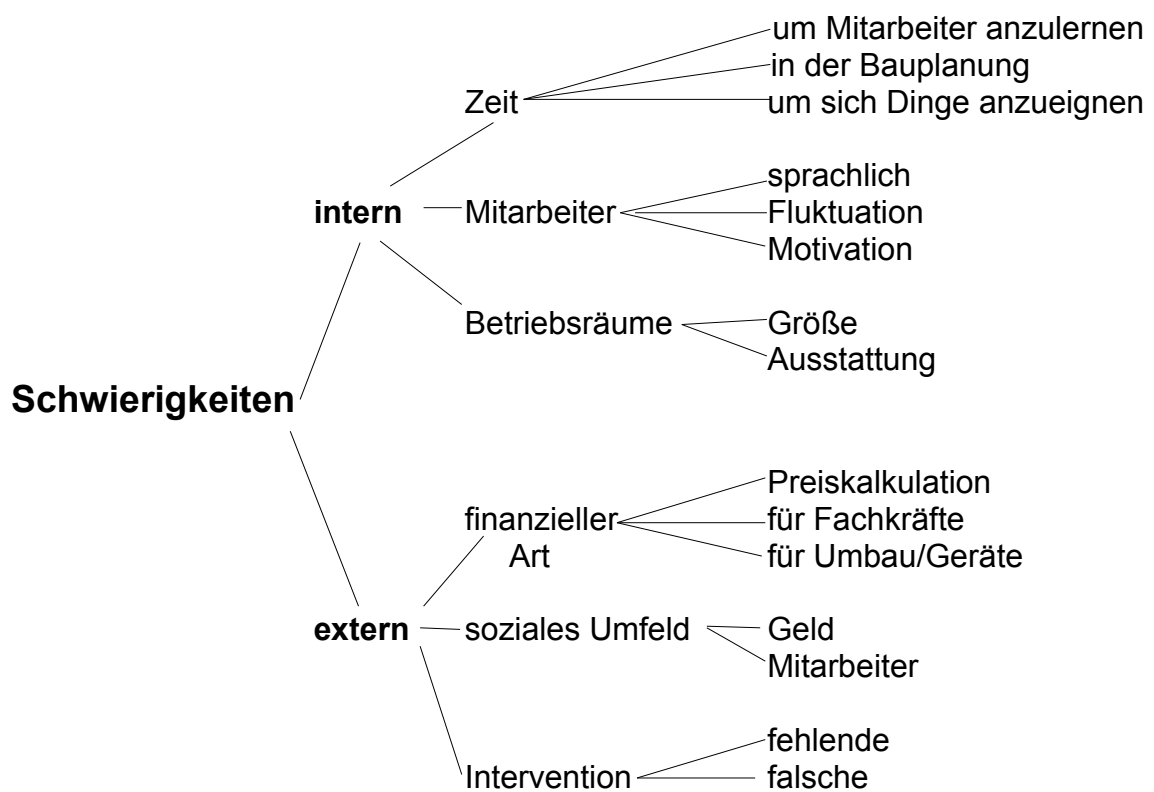 um Mitarbeiter anzulernen
in der Bauplanung
Zeit
um sich Dinge anzueignen
sprachlich
intern
Mitarbeiter
Fluktuation
Motivation
Betriebsräume
Größe
Ausstattung
Schwierigkeiten
Preiskalkulation
finanzieller
Art
für Fachkräfte
für Umbau/Geräte
extern
soziales Umfeld
Geld
Mitarbeiter
fehlende
Intervention
falsche